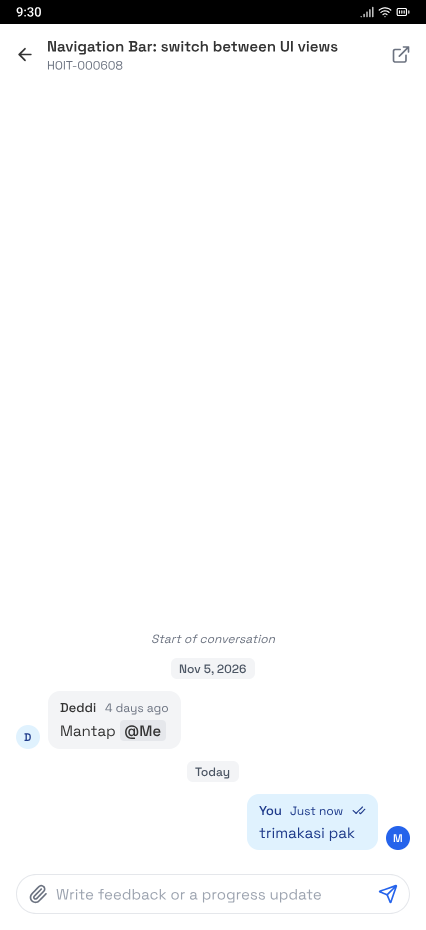 9:30
Navigation Bar: switch between UI views
HOIT-000608
Start of conversation
Nov 5, 2026
Deddi 4 days ago
D
Mantap @Me
Today
You Just now
trimakasi pak
M
Write feedback or a progress update